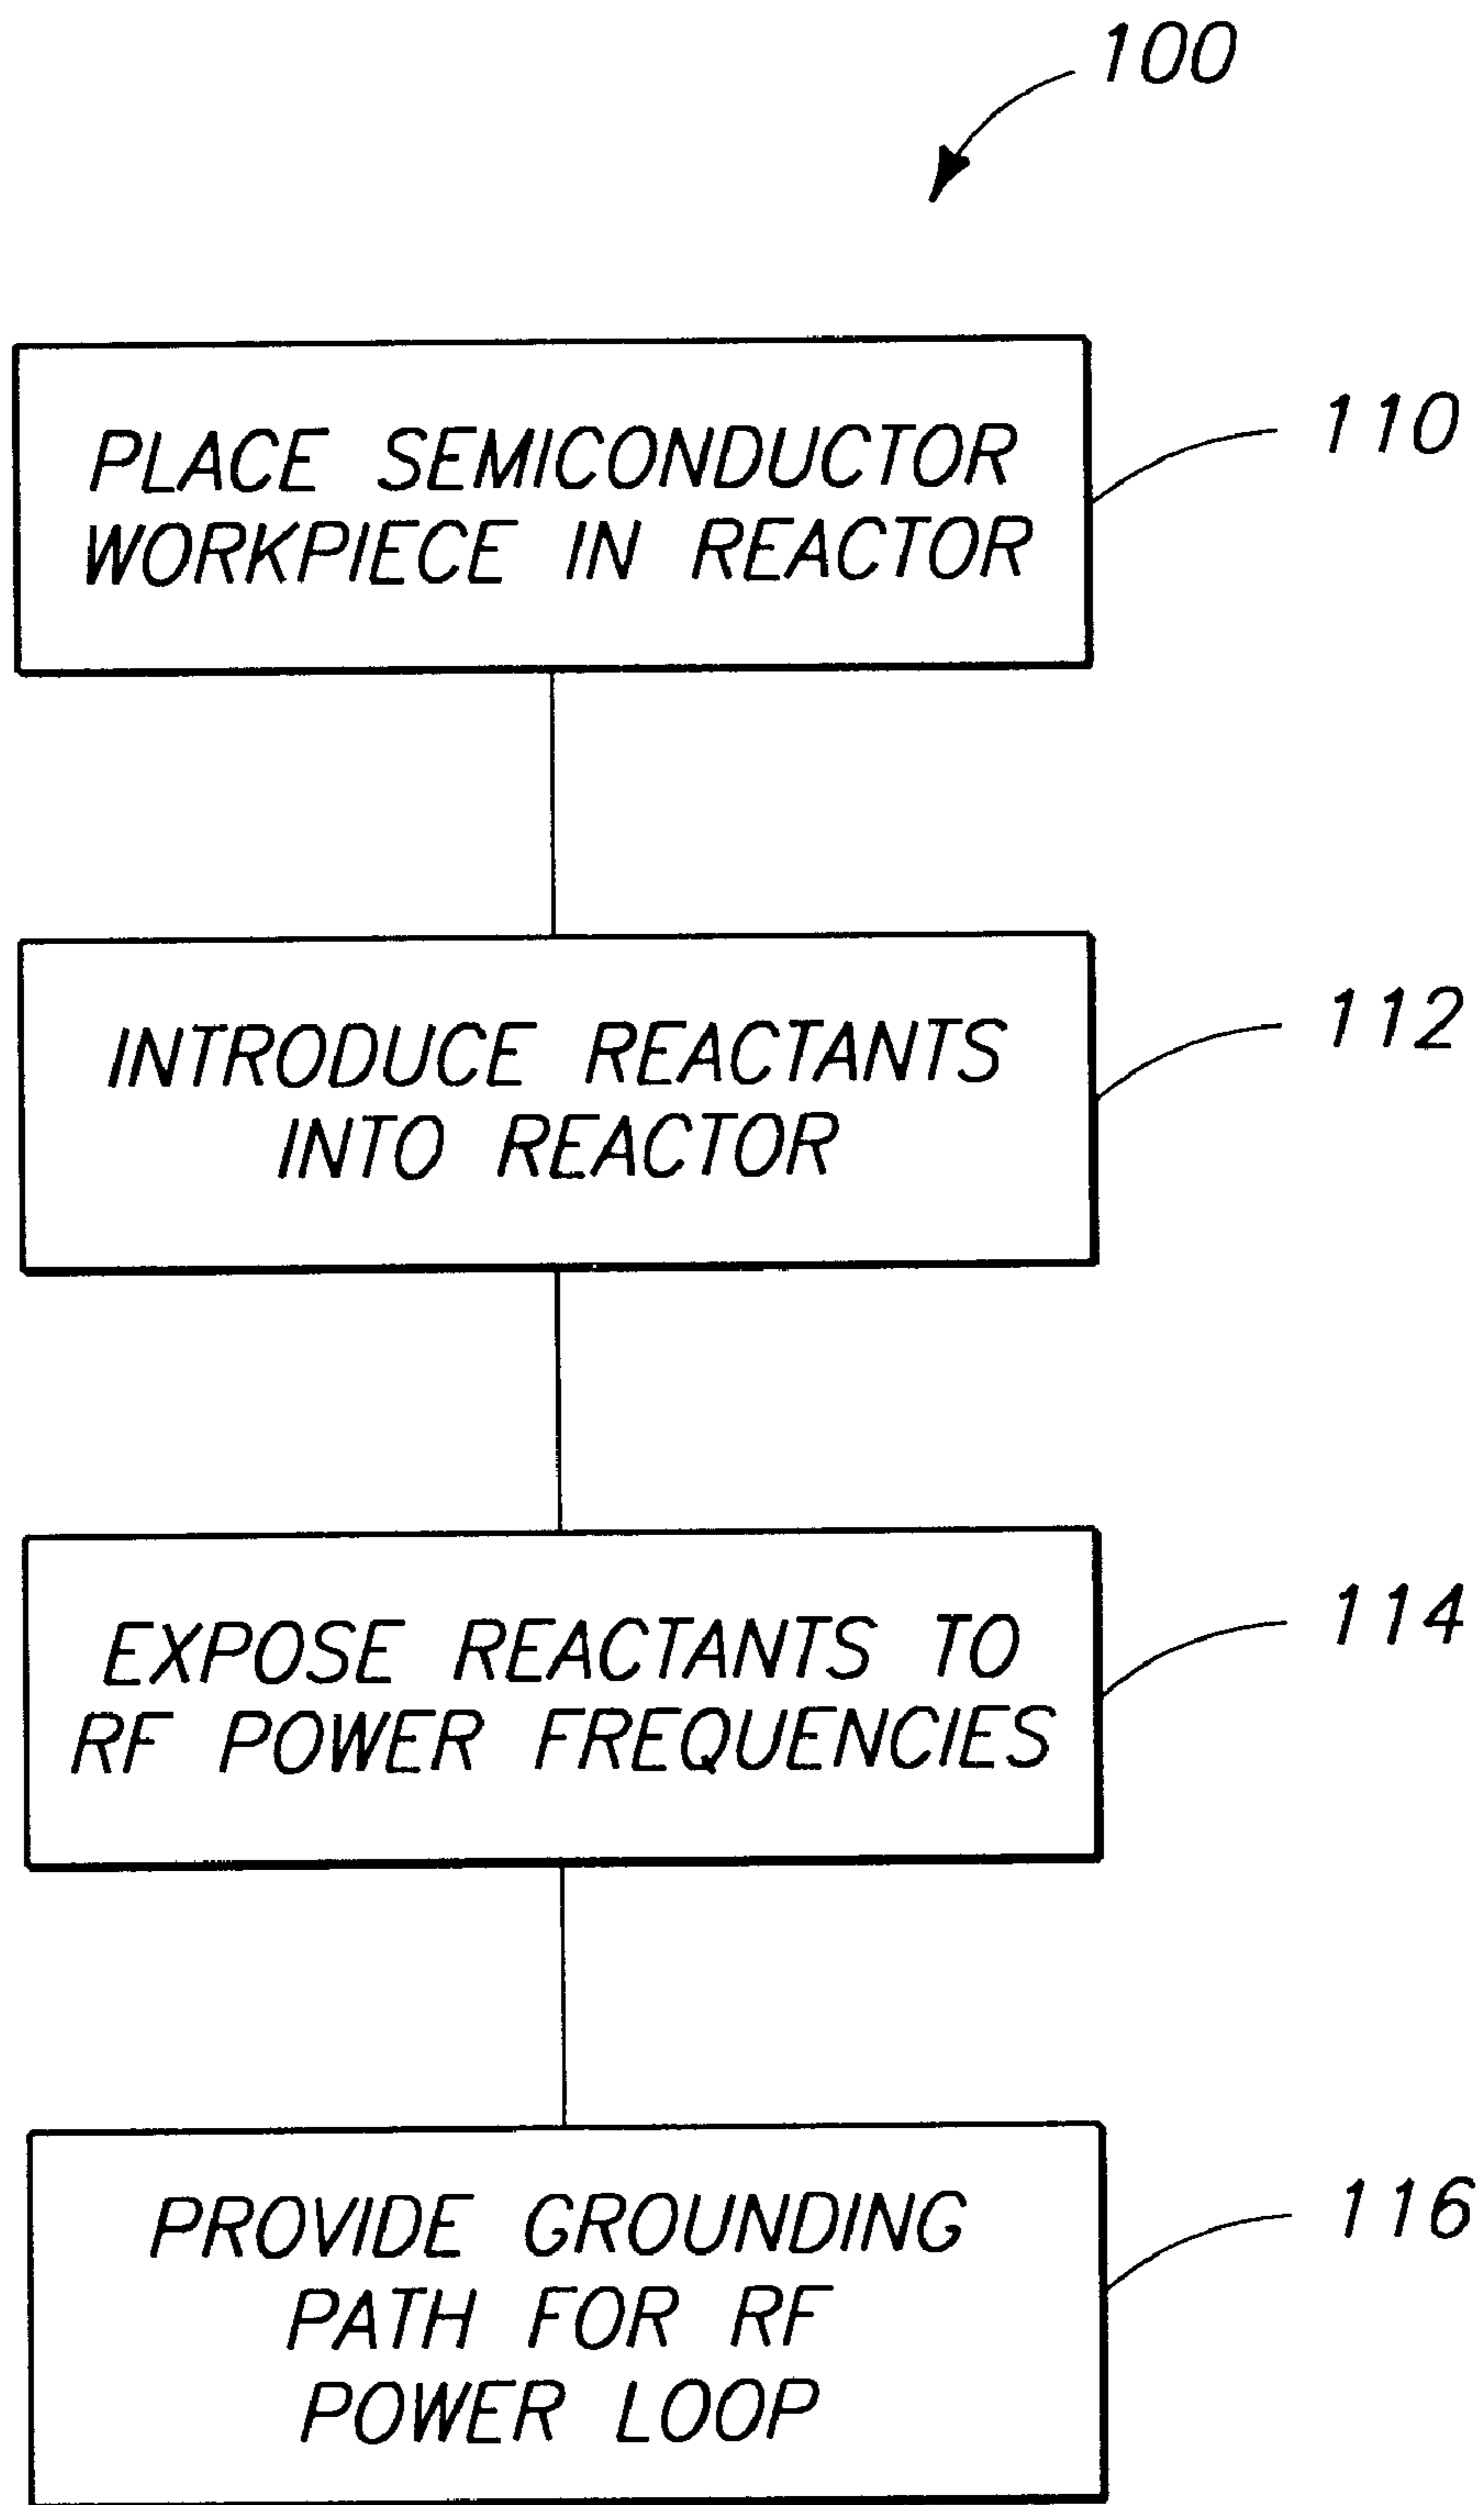 100
PLACE SEMICONDUCTOR
WORKPIECE IN REACTOR
110
INTRODUCE REACTANTS
INTO REACTOR
112
EXPOSE REACTANTS TO
RF POWER FREQUENCIES
114
PROVIDE GROUNDING
PATH FOR RF
POWER LOOP
116